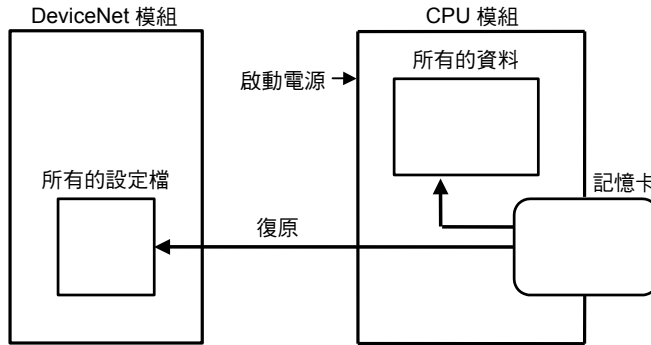 DeviceNet 模組
CPU 模組
所有的資料
啟動電源
記憶卡
所有的設定檔
復原